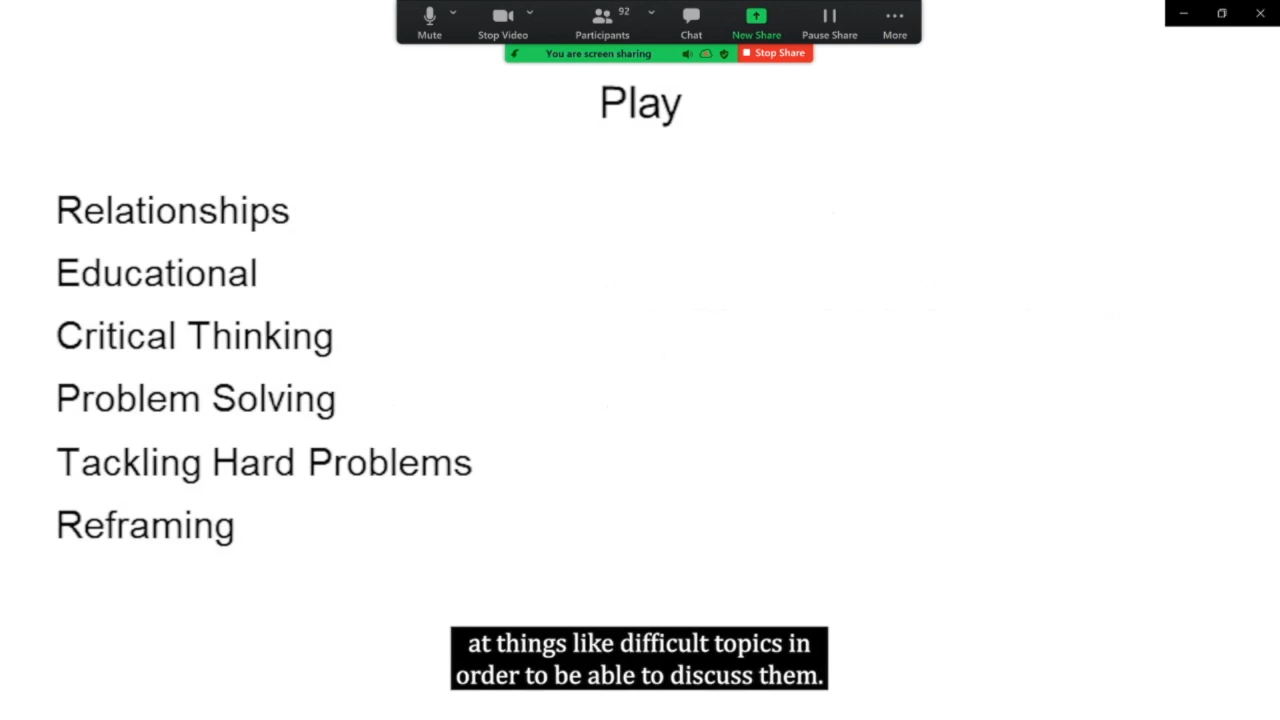 92
Mute
Stop Video
Participants
Chat
New Share
Pause Share
More
You are screen sharing
Stop Share
Play
Relationships
Educational
Critical Thinking
Problem Solving
Tackling Hard Problems
Reframing
at things like difficult topics in
order to be able to discuss them.